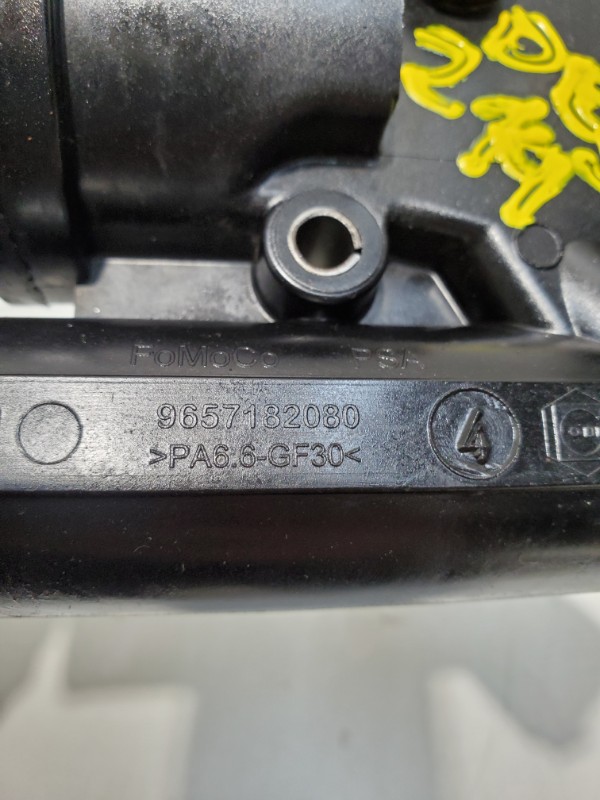 FoMoCo PSA
9657182080 4
>PA6.6-GF30<